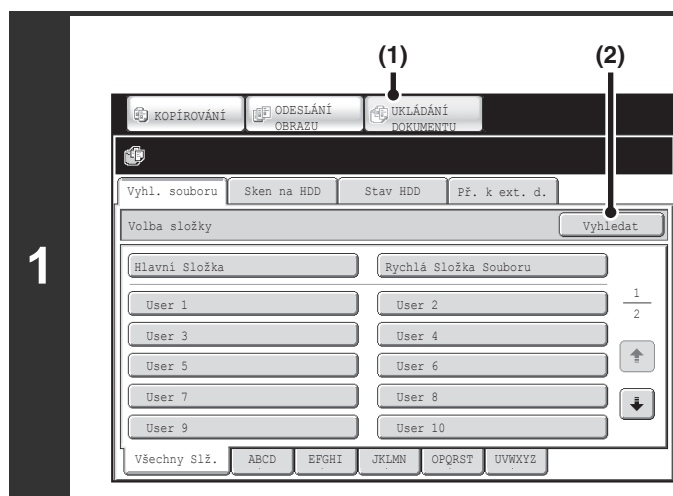 1
(1)
(2)
KOPÍROVÁNÍ
ODESLÁNÍ
OBRAZU
UKLÁDÁNÍ
DOKUMENTU
Vyhl. souboru
Sken na HDD
Stav HDD
Př. k ext. d.
Volba složky
Vyhledat
Hlavní Složka
Rychlá Složka Souboru
User 1
User 2
User 3
User 4
User 5
User 6
User 7
User 8
User 9
User 10
1
2
Všechny Slž.
ABCD
EFGHI
JKLMN
OPQRST
UVWXYZ